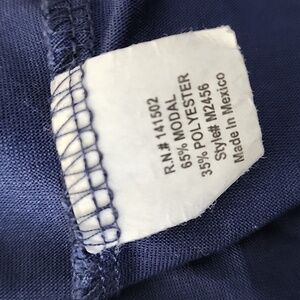 R.N.# 141502
65% MODAL
35% POLYESTER
Style# M2456
Made In Mexico